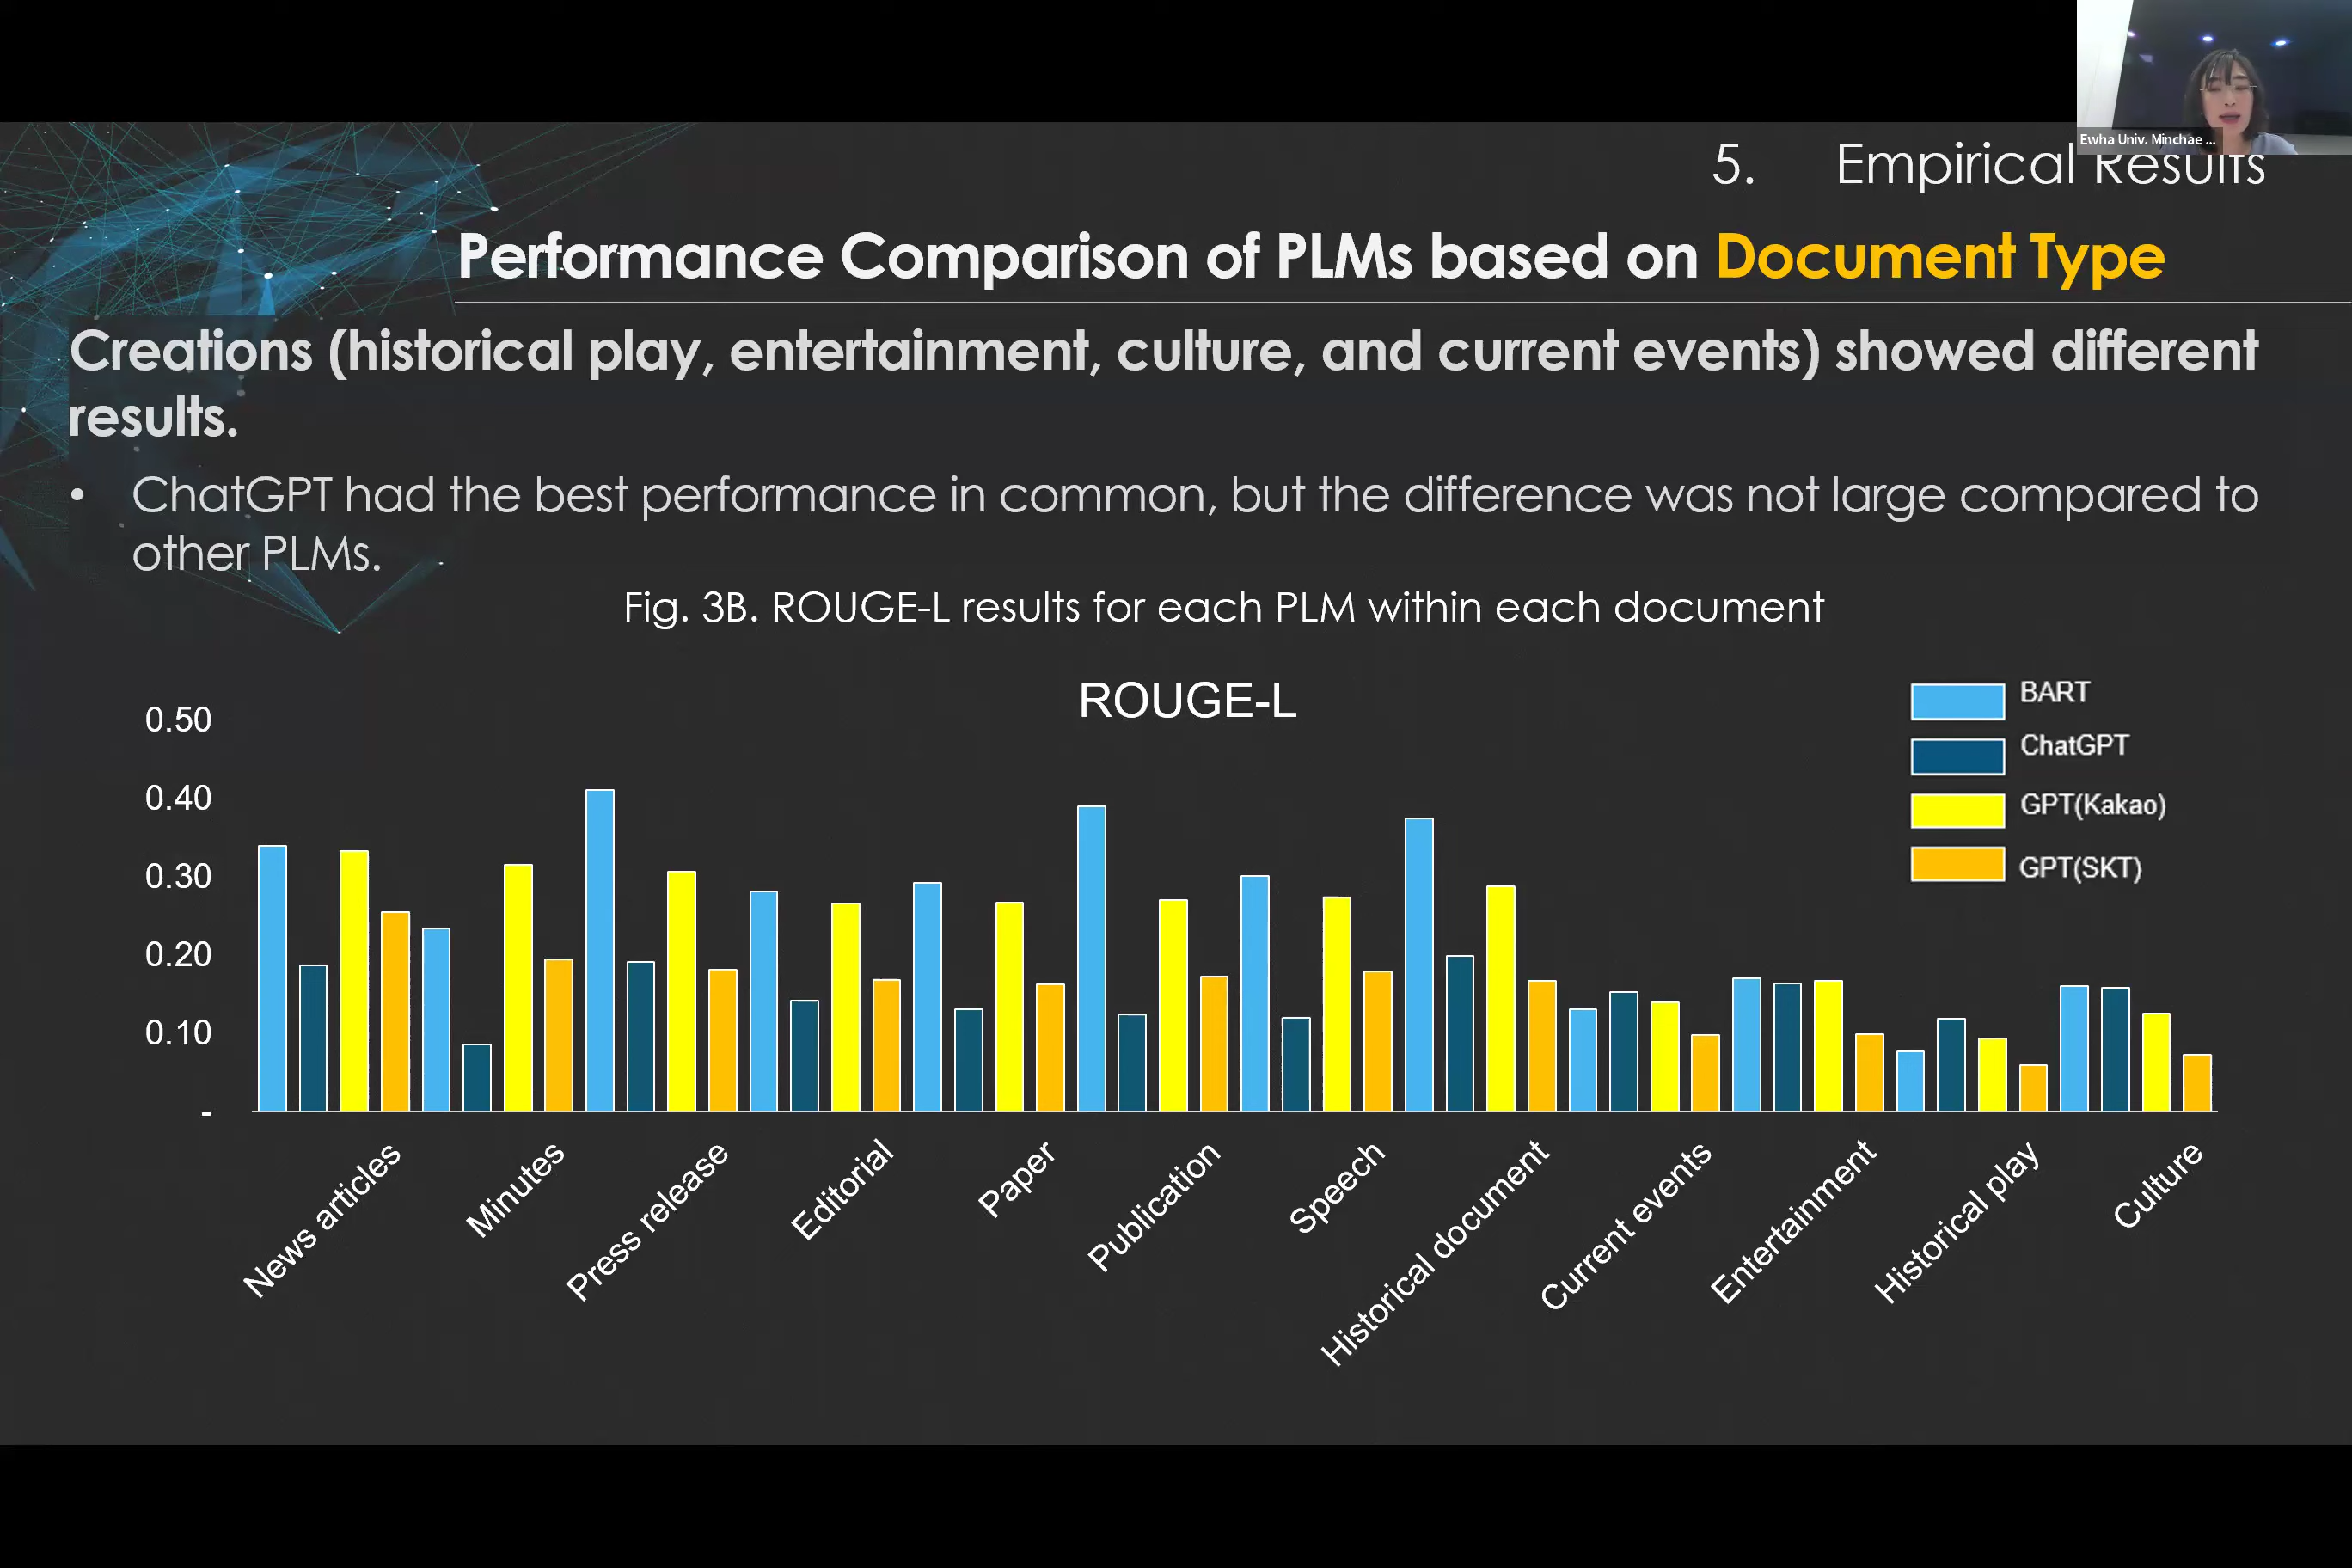 Ewha Univ. Minchae ...
5. Empirical Results
Performance Comparison of PLMs based on Document Type
Creations (historical play, entertainment, culture, and current events) showed different
results.
• ChatGPT had the best performance in common, but the difference was not large compared to
other PLMs.
Fig. 3B. ROUGE-L results for each PLM within each document
ROUGE-L
BART
ChatGPT
GPT(Kakao)
GPT(SKT)
0.50
0.40
0.30
0.20
0.10
-
News articles
Minutes
Press release
Editorial
Paper
Publication
Speech
Historical document
Current events
Entertainment
Historical play
Culture